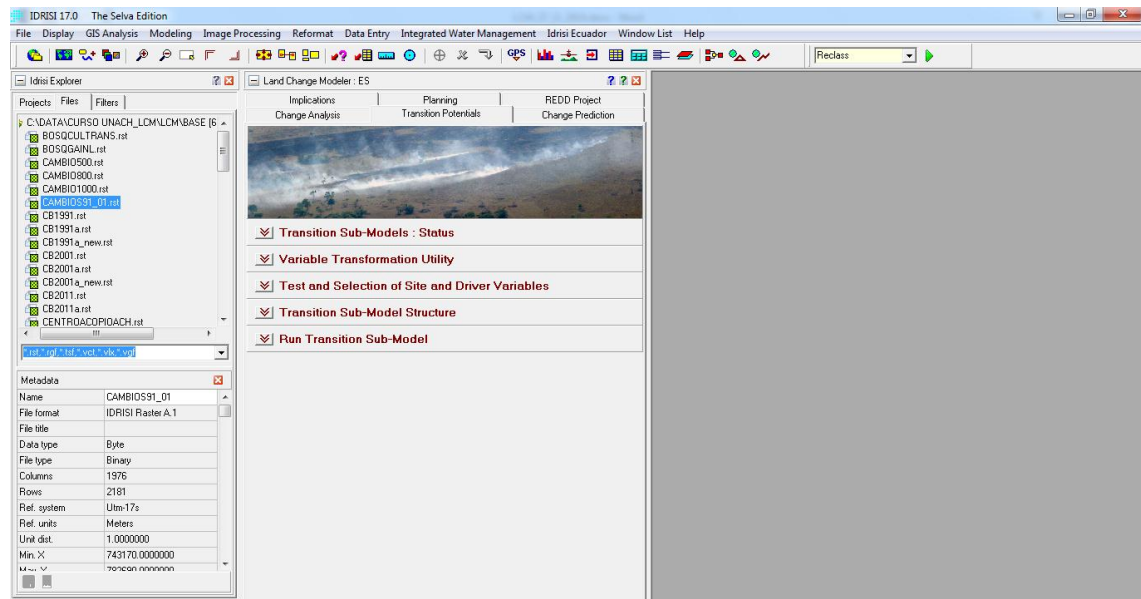 IDRISI 17.0 The Selva Edition
File Display GIS Analysis Modeling Image Processing Reformat Data Entry Integrated Water Management Idrisi Ecuador Window List Help
GPS
Reclass
Idrisi Explorer
Projects Files Filters
C:\DATA\CURSO UNACH_LCM\LCM\BASE [6
BOSQCULTRANS.rst
BOSQGAINL.rst
CAMBIO500.rst
CAMBIO800.rst
CAMBIO1000.rst
CAMBIOS91_01.rst
CB1991.rst
CB1991a.rst
CB1991a_new.rst
CB2001.rst
CB2001a.rst
CB2001a_new.rst
CB2011.rst
CB2011a.rst
CENTROACOPIOACH.rst
*.rst,*.rgf,*.tsf,*.vct,*.vlx,*.vgf
Metadata
Name CAMBIOS91_01
File format IDRISI Raster A.1
File title
Data type Byte
File type Binary
Columns 1976
Rows 2181
Ref. system Utm-17s
Ref. units Meters
Unit dist. 1.0000000
Min. X 743170.0000000
Max. X 782690.0000000
Land Change Modeler : ES
Implications Planning REDD Project
Change Analysis Transition Potentials Change Prediction
Transition Sub-Models : Status
Variable Transformation Utility
Test and Selection of Site and Driver Variables
Transition Sub-Model Structure
Run Transition Sub-Model